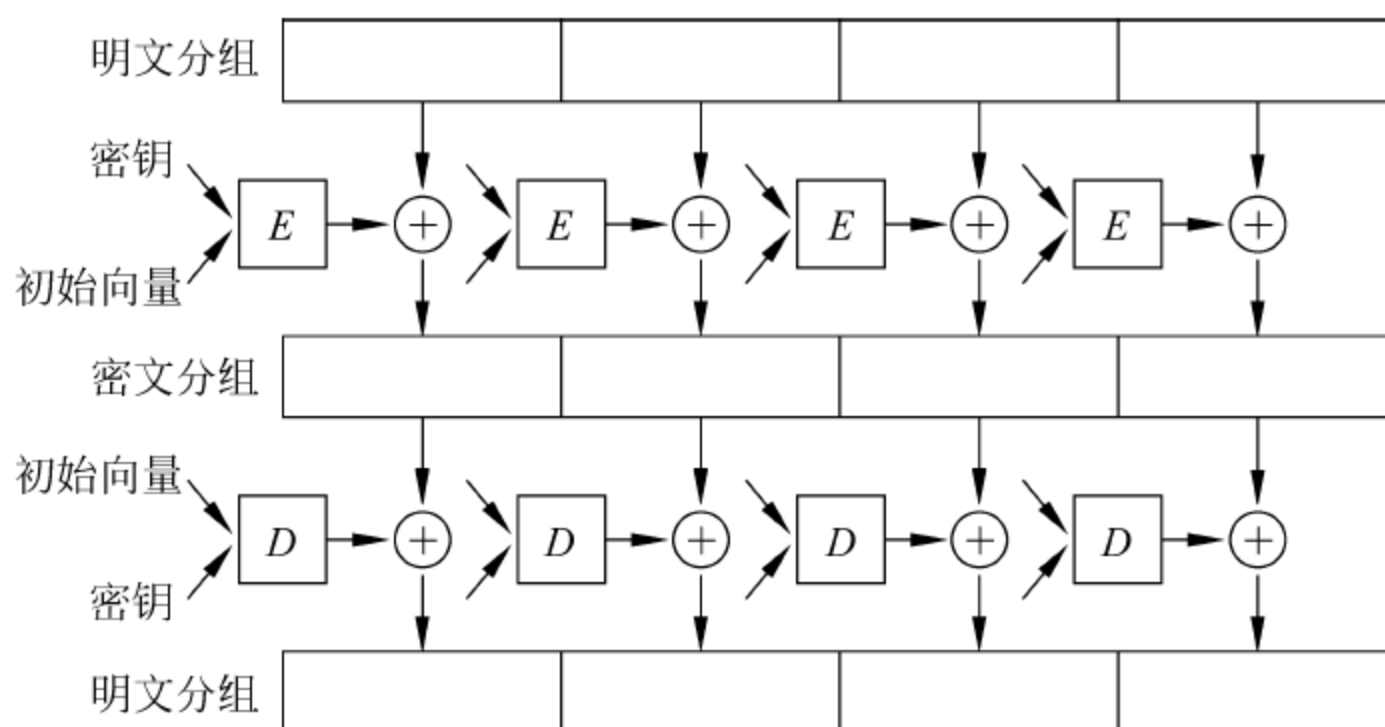 明文分组
密钥
E + E + E + E +
初始向量
密文分组
初始向量
D + D + D + D +
密钥
明文分组